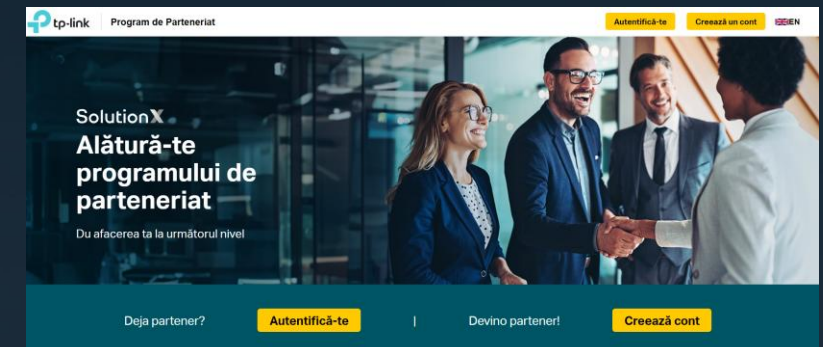 tp-link
Program de Parteneriat
Autentifică-te
Creează un cont
EN
SolutionX
Alătură-te
programului de
parteneriat
Du afacerea ta la următorul nivel
Deja partener?
Autentifică-te
|
Devino partener!
Creează cont